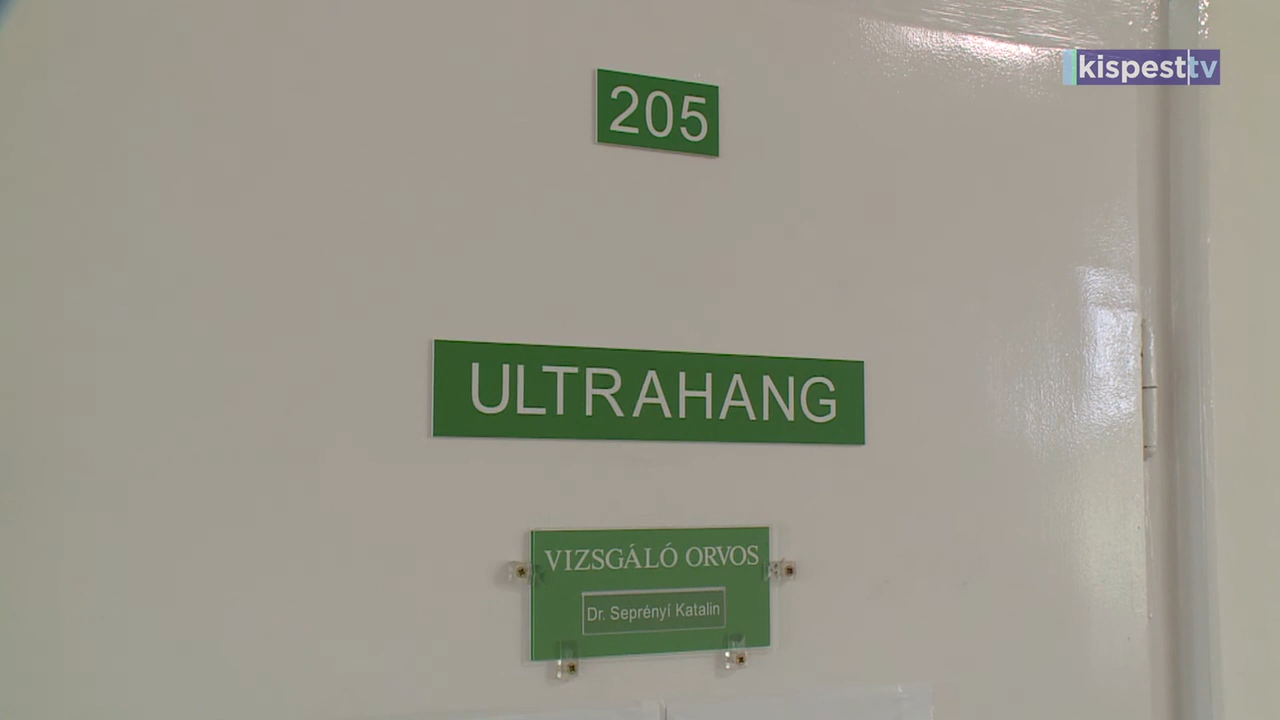 kispest tv
205
ULTRAHANG
VIZSGÁLÓ ORVOS
Dr. Seprényi Katalin